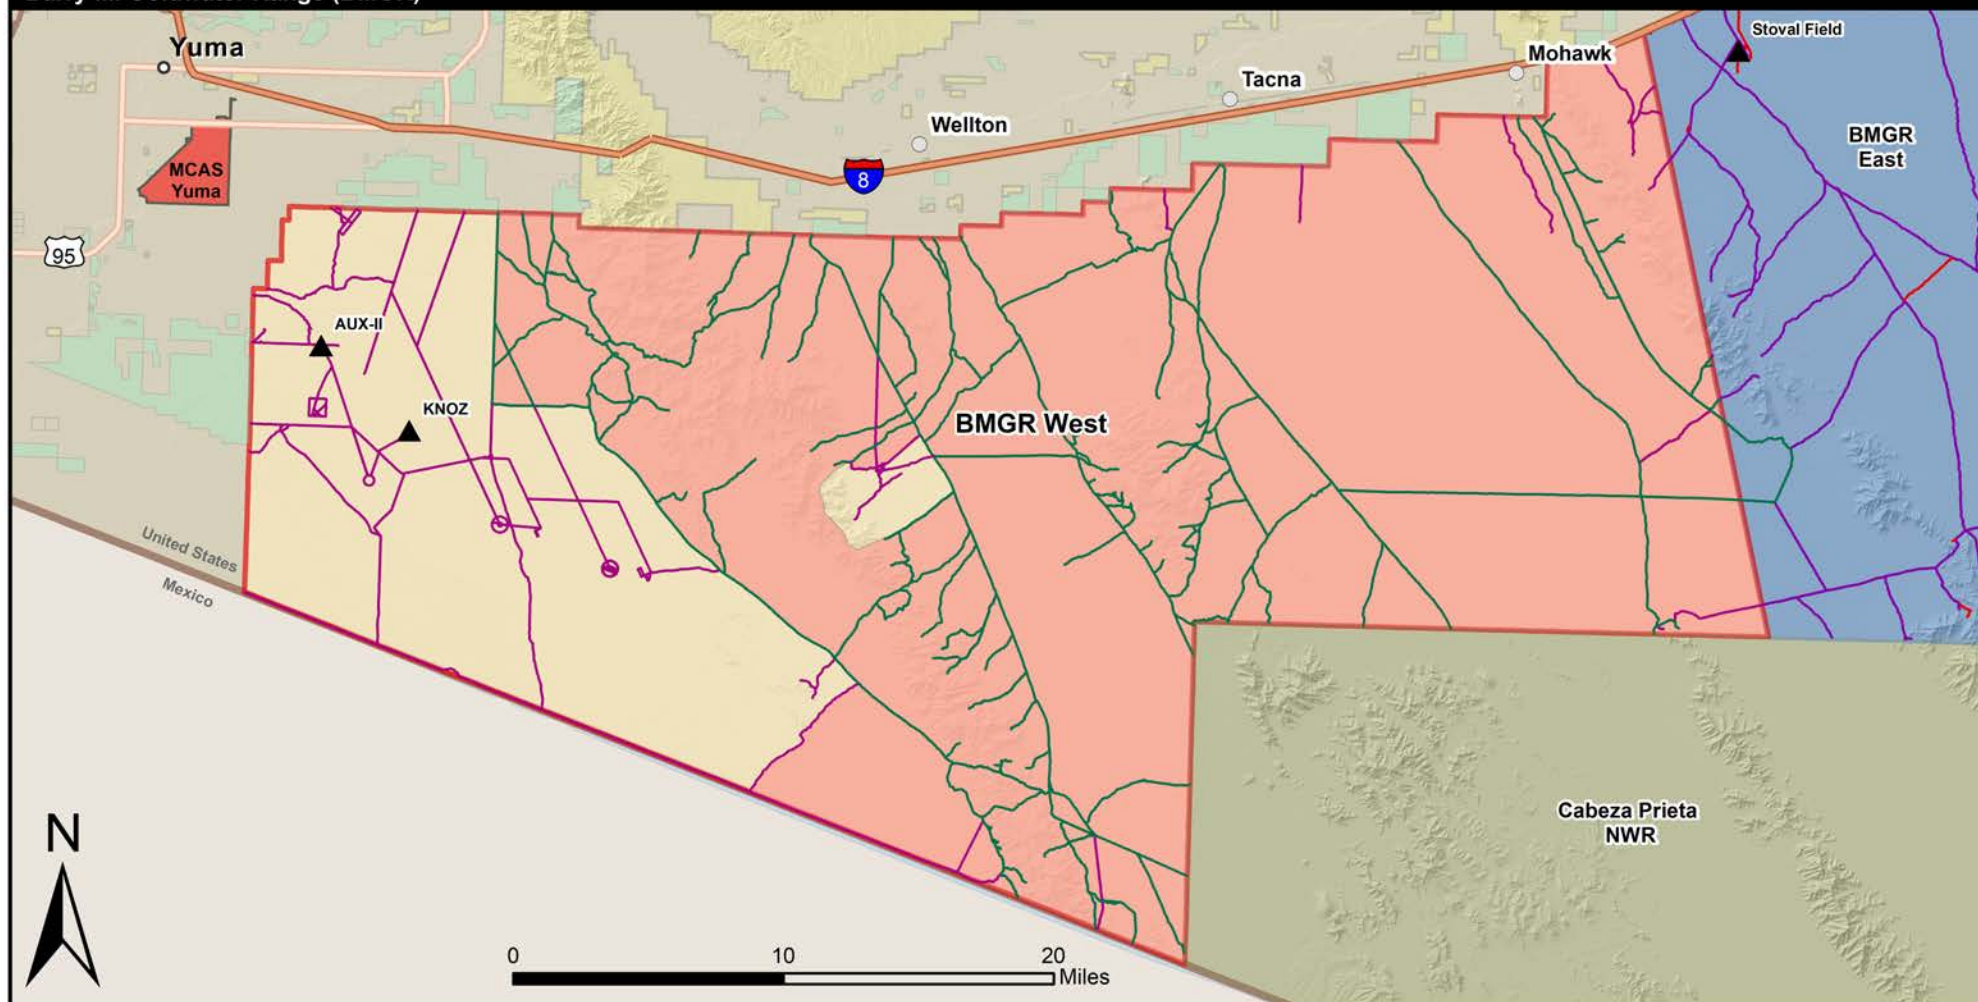 Yuma
Stoval Field
Mohawk
Tacna
Wellton
BMGR
East
MCAS
Yuma
8
95
AUX-II
KNOZ
BMGR West
United States
Mexico
Cabeza Prieta
NWR
N
0 10 20
Miles